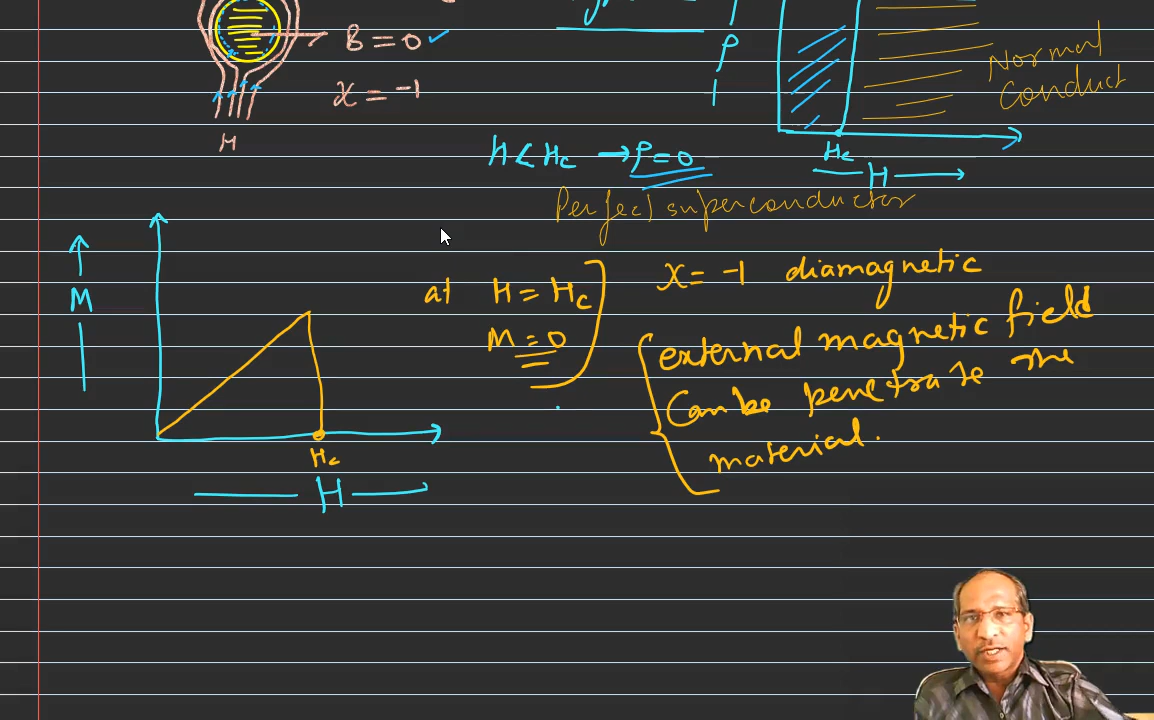 B = 0 ✓
χ = -1
H
ρ
Normal
Conduct
H < Hc → ρ = 0
Hc
H
Perfect superconductor
M
at H = Hc
M = 0
χ = -1 diamagnetic
external magnetic field
Can be penetrate the
material.
Hc
H